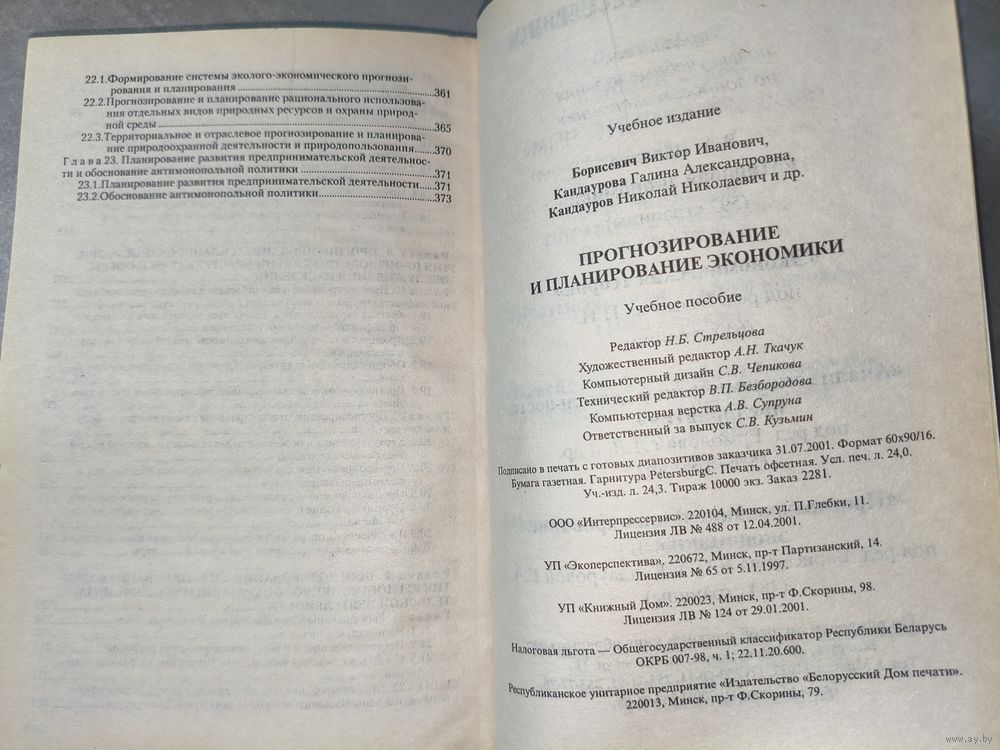 22.1.Формирование системы эколого-экономического прогнози-
рования и планирования.....361
22.2.Прогнозирование и планирование рационального использова-
ния отдельных видов природных ресурсов и охраны природ-
ной среды.....365
22.3.Территориальное и отраслевое прогнозирование и планирова-
ние природоохранной деятельности и природопользования.....370
Глава 23. Планирование развития предпринимательской деятельнос-
ти и обоснование антимонопольной политики.....371
23.1.Планирование развития предпринимательской деятельности.....371
23.2.Обоснование антимонопольной политики.....373
Учебное издание
Борисевич Виктор Иванович,
Кандаурова Галина Александровна,
Кандауров Николай Николаевич и др.
ПРОГНОЗИРОВАНИЕ
И ПЛАНИРОВАНИЕ ЭКОНОМИКИ
Учебное пособие
Редактор Н.Б. Стрельцова
Художественный редактор А.Н. Ткачук
Компьютерный дизайн С.В. Чепикова
Технический редактор В.П. Безбородова
Компьютерная верстка А.В. Супруна
Ответственный за выпуск С.В. Кузьмин
Подписано в печать с готовых диапозитивов заказчика 31.07.2001. Формат 60х90/16.
Бумага газетная. Гарнитура PetersburgC. Печать офсетная. Усл. печ. л. 24,0.
Уч.-изд. л. 24,3. Тираж 10000 экз. Заказ 2281.
ООО «Интерпрессервис». 220104, Минск, ул. П.Глебки, 11.
Лицензия ЛВ № 488 от 12.04.2001.
УП «Экоперспектива». 220672, Минск, пр-т Партизанский, 14.
Лицензия № 65 от 5.11.1997.
УП «Книжный Дом». 220023, Минск, пр-т Ф.Скорины, 98.
Лицензия ЛВ № 124 от 29.01.2001.
Налоговая льгота — Общегосударственный классификатор Республики Беларусь
ОКРБ 007-98, ч. 1; 22.11.20.600.
Республиканское унитарное предприятие «Издательство «Белорусский Дом печати».
220013, Минск, пр-т Ф.Скорины, 79.
www.ay.by